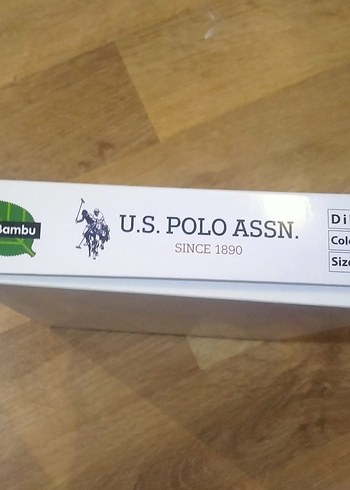 Bambu
U.S. POLO ASSN.
SINCE 1890